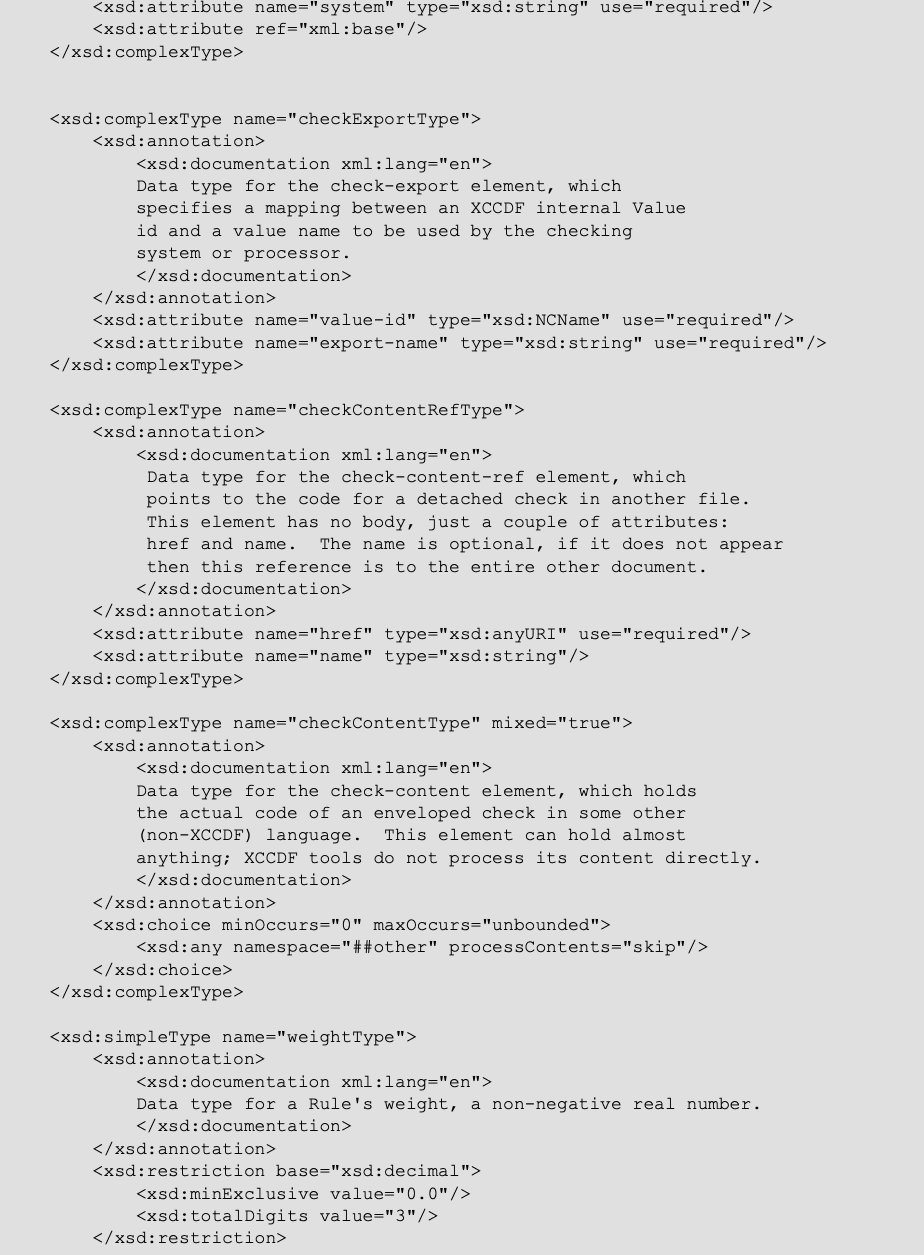 <xsd:attribute name="system" type="xsd:string" use="required"/>
<xsd:attribute ref="xml:base"/>
</xsd:complexType>
<xsd:complexType name="checkExportType">
<xsd:annotation>
<xsd:documentation xml:lang="en">
Data type for the check-export element, which
specifies a mapping between an XCCDF internal Value
id and a value name to be used by the checking
system or processor.
</xsd:documentation>
</xsd:annotation>
<xsd:attribute name="value-id" type="xsd:NCName" use="required"/>
<xsd:attribute name="export-name" type="xsd:string" use="required"/>
</xsd:complexType>
<xsd:complexType name="checkContentRefType">
<xsd:annotation>
<xsd:documentation xml:lang="en">
Data type for the check-content-ref element, which
points to the code for a detached check in another file.
This element has no body, just a couple of attributes:
href and name.  The name is optional, if it does not appear
then this reference is to the entire other document.
</xsd:documentation>
</xsd:annotation>
<xsd:attribute name="href" type="xsd:anyURI" use="required"/>
<xsd:attribute name="name" type="xsd:string"/>
</xsd:complexType>
<xsd:complexType name="checkContentType" mixed="true">
<xsd:annotation>
<xsd:documentation xml:lang="en">
Data type for the check-content element, which holds
the actual code of an enveloped check in some other
(non-XCCDF) language.  This element can hold almost
anything; XCCDF tools do not process its content directly.
</xsd:documentation>
</xsd:annotation>
<xsd:choice minOccurs="0" maxOccurs="unbounded">
<xsd:any namespace="##other" processContents="skip"/>
</xsd:choice>
</xsd:complexType>
<xsd:simpleType name="weightType">
<xsd:annotation>
<xsd:documentation xml:lang="en">
Data type for a Rule's weight, a non-negative real number.
</xsd:documentation>
</xsd:annotation>
<xsd:restriction base="xsd:decimal">
<xsd:minExclusive value="0.0"/>
<xsd:totalDigits value="3"/>
</xsd:restriction>